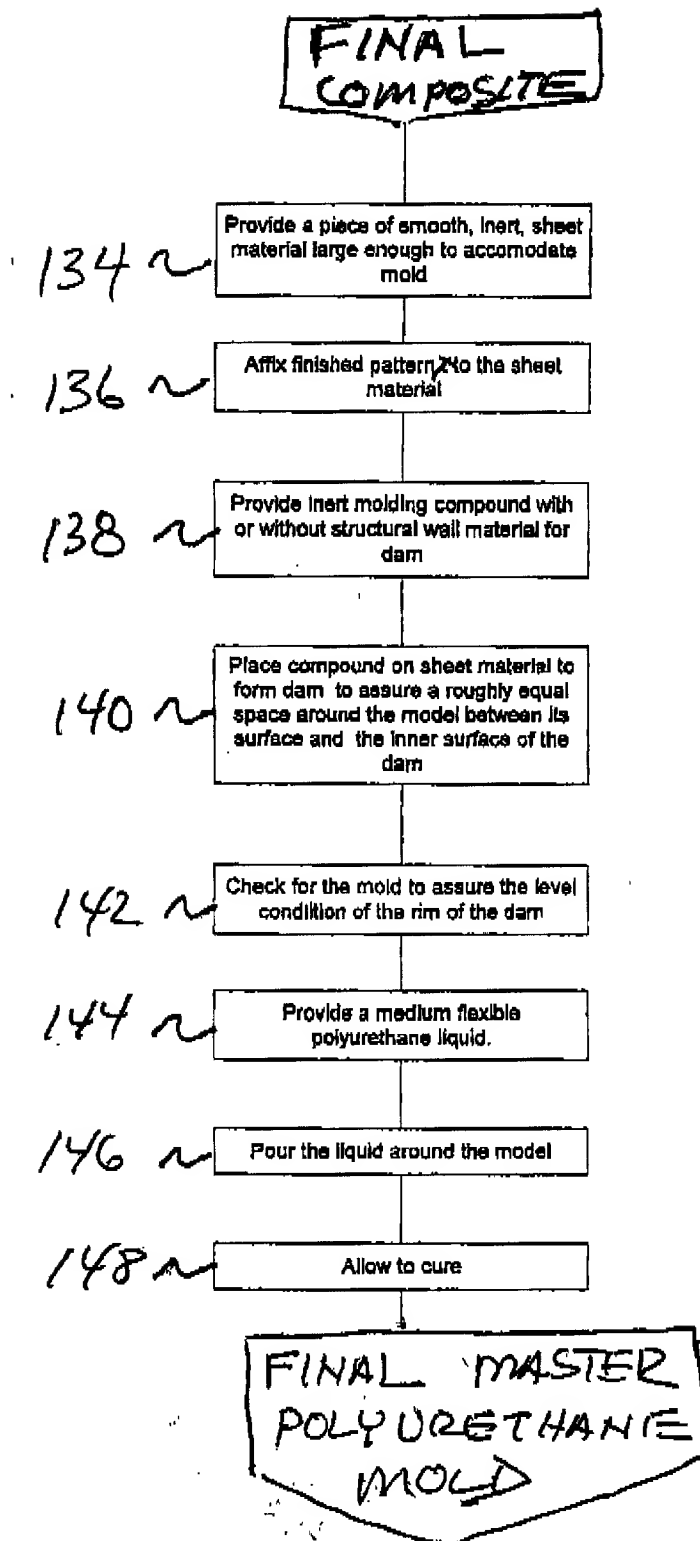 FINAL
COMPOSITE
134
Provide a piece of smooth, inert, sheet
material large enough to accomodate
mold
136
Affix finished pattern to the sheet
material
138
Provide inert molding compound with
or without structural wall material for
dam
140
Place compound on sheet material to
form dam to assure a roughly equal
space around the model between its
surface and the inner surface of the
dam
142
Check for the mold to assure the level
condition of the rim of the dam
144
Provide a medium flexible
polyurethane liquid.
146
Pour the liquid around the model
148
Allow to cure
FINAL MASTER
POLYURETHANE
MOLD